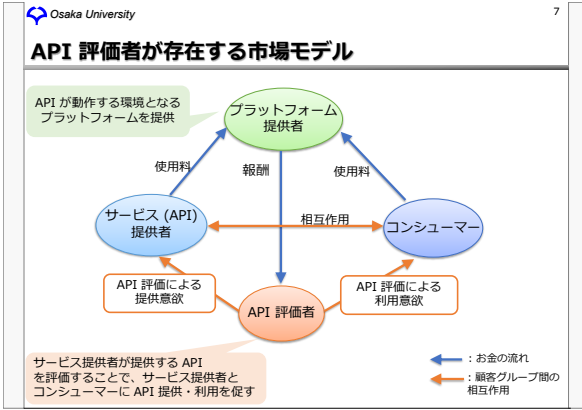 Osaka University
7
API 評価者が存在する市場モデル
API が動作する環境となる
プラットフォームを提供
プラットフォーム
提供者
使用料
報酬
使用料
サービス (API)
提供者
相互作用
コンシューマー
API 評価による
提供意欲
API 評価者
API 評価による
利用意欲
サービス提供者が提供する API
を評価することで、サービス提供者と
コンシューマーに API 提供・利用を促す
：お金の流れ
：顧客グループ間の
相互作用